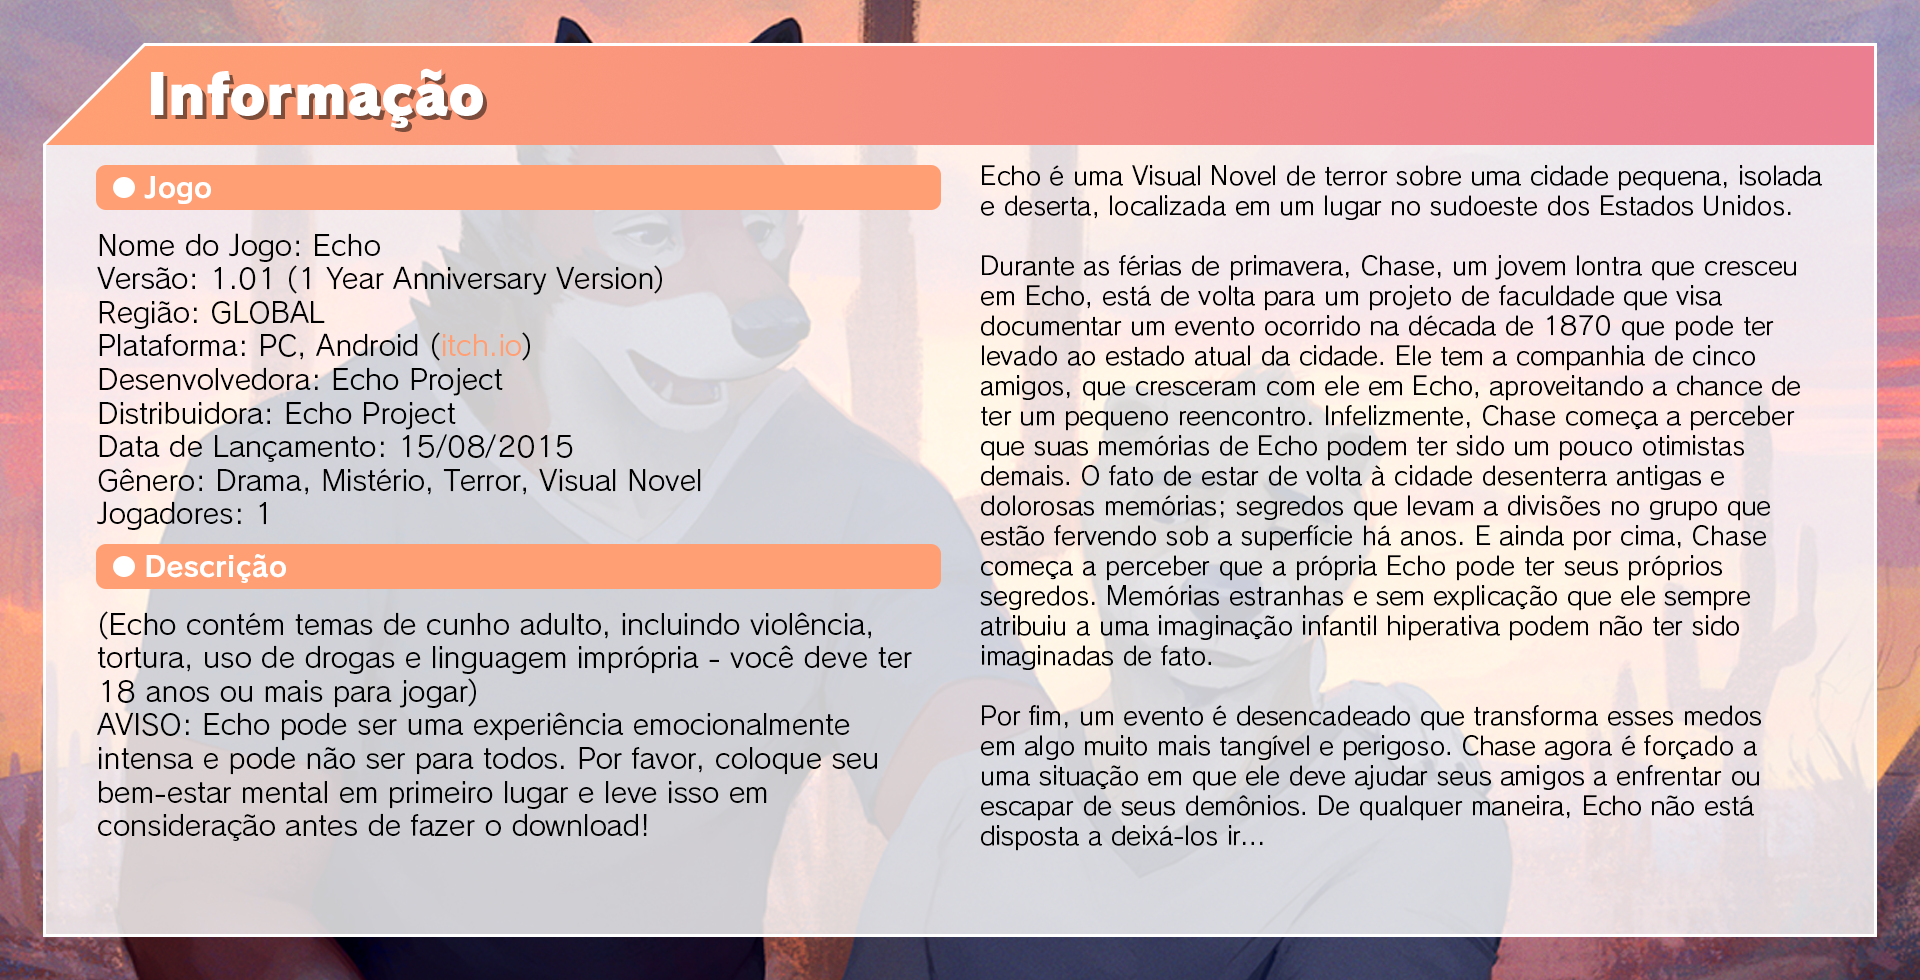 Informação
Jogo
Nome do Jogo: Echo
Versão: 1.01 (1 Year Anniversary Version)
Região: GLOBAL
Plataforma: PC, Android (itch.io)
Desenvolvedora: Echo Project
Distribuidora: Echo Project
Data de Lançamento: 15/08/2015
Gênero: Drama, Mistério, Terror, Visual Novel
Jogadores: 1
Descrição
(Echo contém temas de cunho adulto, incluindo violência,
tortura, uso de drogas e linguagem imprópria - você deve ter
18 anos ou mais para jogar)
AVISO: Echo pode ser uma experiência emocionalmente
intensa e pode não ser para todos. Por favor, coloque seu
bem-estar mental em primeiro lugar e leve isso em
consideração antes de fazer o download!
Echo é uma Visual Novel de terror sobre uma cidade pequena, isolada
e deserta, localizada em um lugar no sudoeste dos Estados Unidos.
Durante as férias de primavera, Chase, um jovem lontra que cresceu
em Echo, está de volta para um projeto de faculdade que visa
documentar um evento ocorrido na década de 1870 que pode ter
levado ao estado atual da cidade. Ele tem a companhia de cinco
amigos, que cresceram com ele em Echo, aproveitando a chance de
ter um pequeno reencontro. Infelizmente, Chase começa a perceber
que suas memórias de Echo podem ter sido um pouco otimistas
demais. O fato de estar de volta à cidade desenterra antigas e
dolorosas memórias; segredos que levam a divisões no grupo que
estão fervendo sob a superfície há anos. E ainda por cima, Chase
começa a perceber que a própria Echo pode ter seus próprios
segredos. Memórias estranhas e sem explicação que ele sempre
atribuiu a uma imaginação infantil hiperativa podem não ter sido
imaginadas de fato.
Por fim, um evento é desencadeado que transforma esses medos
em algo muito mais tangível e perigoso. Chase agora é forçado a
uma situação em que ele deve ajudar seus amigos a enfrentar ou
escapar de seus demônios. De qualquer maneira, Echo não está
disposta a deixá-los ir...